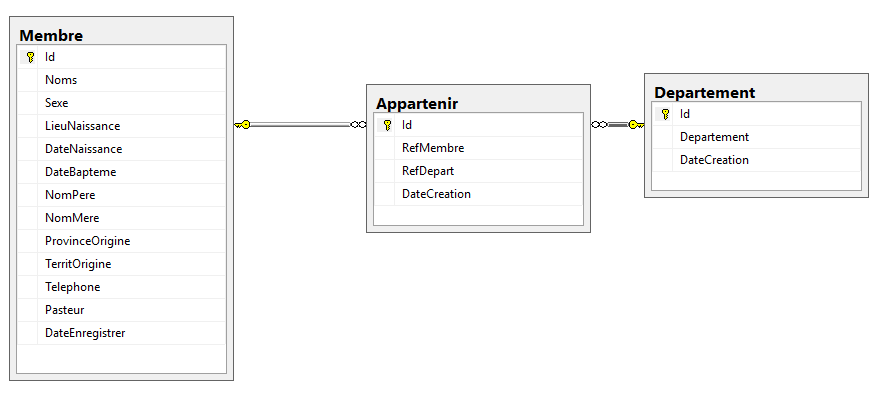 Membre
Id
Noms
Sexe
LieuNaissance
DateNaissance
DateBapteme
NomPere
NomMere
ProvinceOrigine
TerritOrigine
Telephone
Pasteur
DateEnregistrer
Appartenir
Id
RefMembre
RefDepart
DateCreation
Departement
Id
Departement
DateCreation